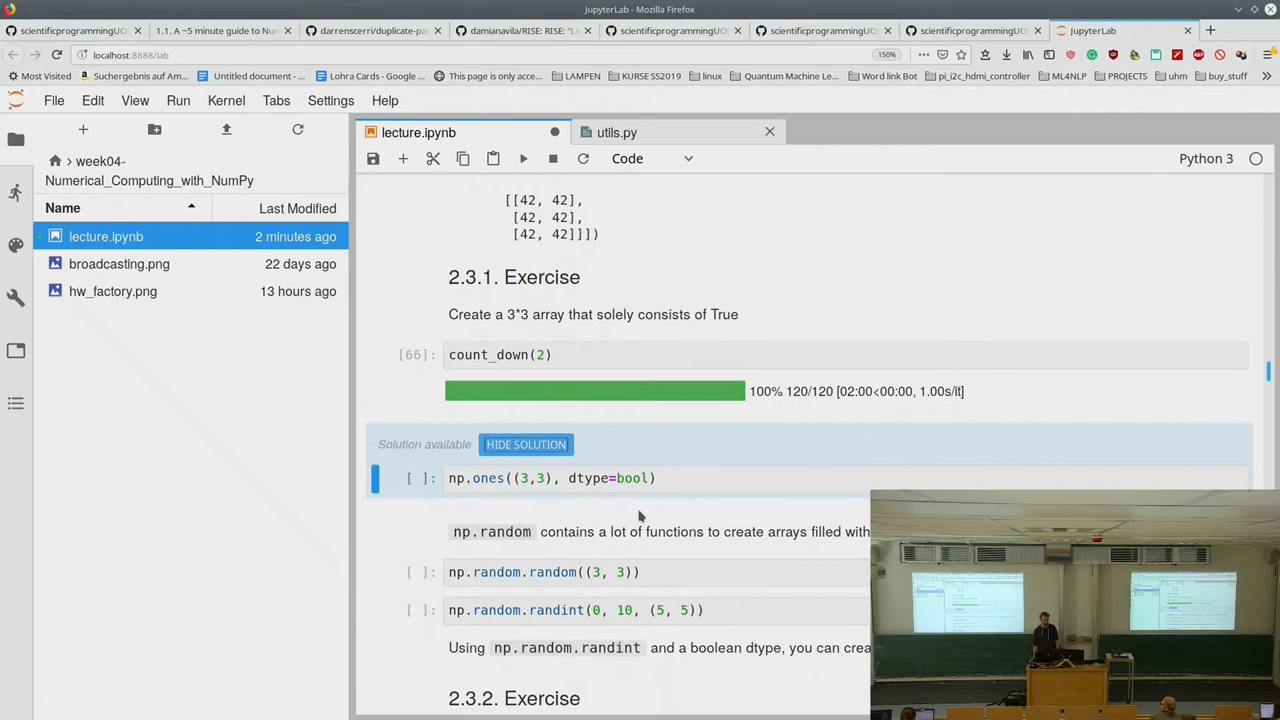 JupyterLab - Mozilla Firefox
scientificprogrammingUOS
1.1. A ~5 minute guide to Num
darrenscerri/duplicate-pa
damianavila/RISE: RISE: "Li
scientificprogrammingUOS
scientificprogrammingUOS
scientificprogrammingUOS
JupyterLab
localhost:8888/lab
150%
Most Visited
Suchergebnis auf Am...
Untitled document - ...
Lohra Cards - Google ...
This page is only acce...
LAMPEN
KURSE SS2019
linux
Quantum Machine Le...
Word link Bot
pi_i2c_hdmi_controller
ML4NLP
PROJECTS
uhm
buy_stuff
File Edit View Run Kernel Tabs Settings Help
week04-
Numerical_Computing_with_NumPy
Name Last Modified
lecture.ipynb 2 minutes ago
broadcasting.png 22 days ago
hw_factory.png 13 hours ago
lecture.ipynb
utils.py
Code
Python 3
[[42, 42],
[42, 42],
[42, 42]]])
2.3.1. Exercise
Create a 3*3 array that solely consists of True
[66]: count_down(2)
100% 120/120 [02:00<00:00, 1.00s/it]
Solution available HIDE SOLUTION
[ ]: np.ones((3,3), dtype=bool)
np.random contains a lot of functions to create arrays filled with
[ ]: np.random.random((3, 3))
[ ]: np.random.randint(0, 10, (5, 5))
Using np.random.randint and a boolean dtype, you can crea
2.3.2. Exercise